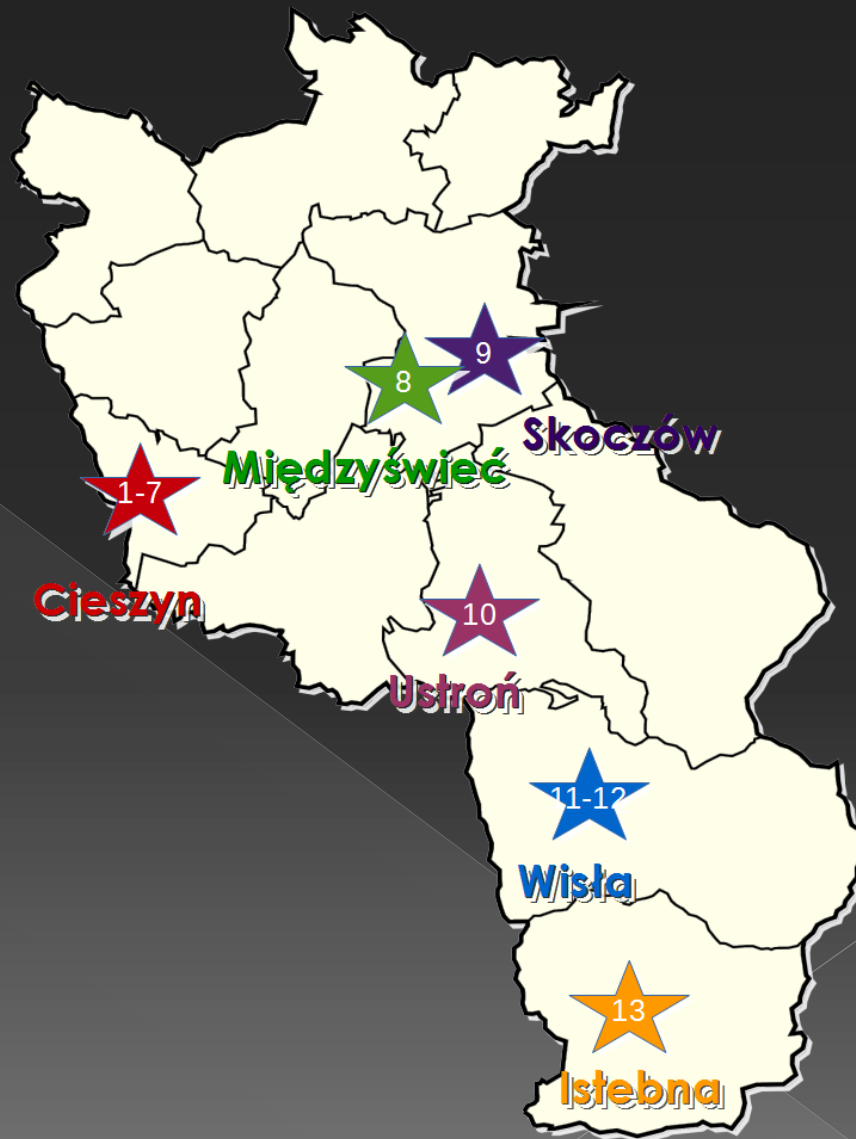 9
8
Skoczów
Międzyświeć
1-7
Cieszyn
10
Ustroń
11-12
Wisła
13
Istebna